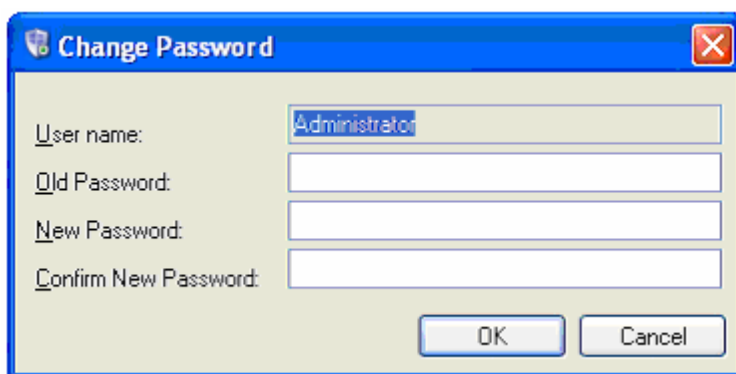 Change Password
User name: Administrator
Old Password:
New Password:
Confirm New Password:
OK Cancel